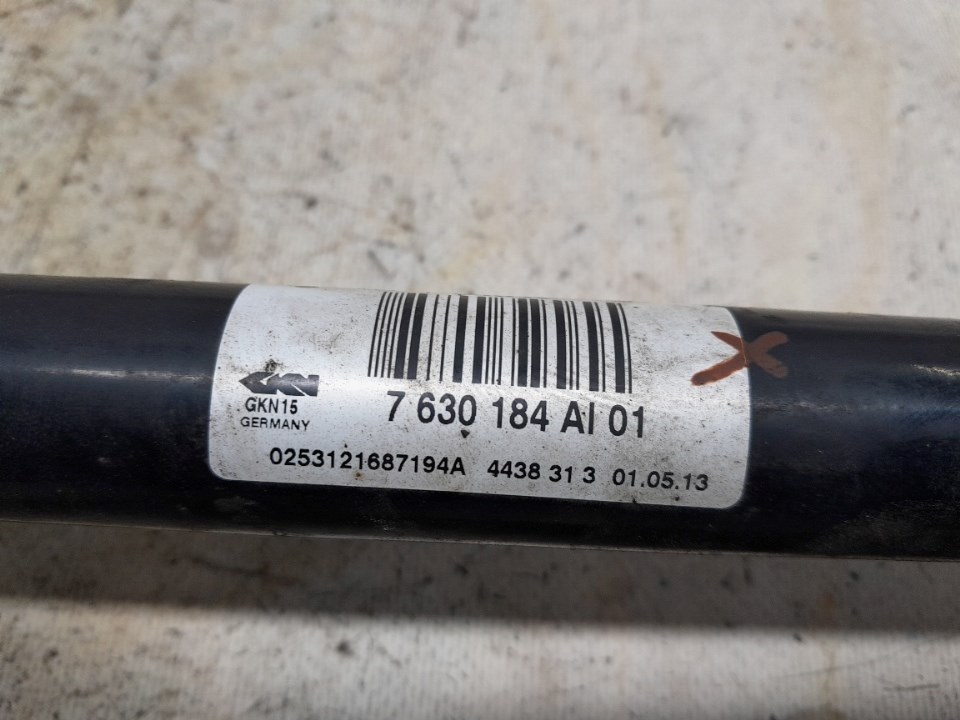 GKN
GKN15
GERMANY
7 630 184 AI 01
0253121687194A 4438 31 3 01.05.13